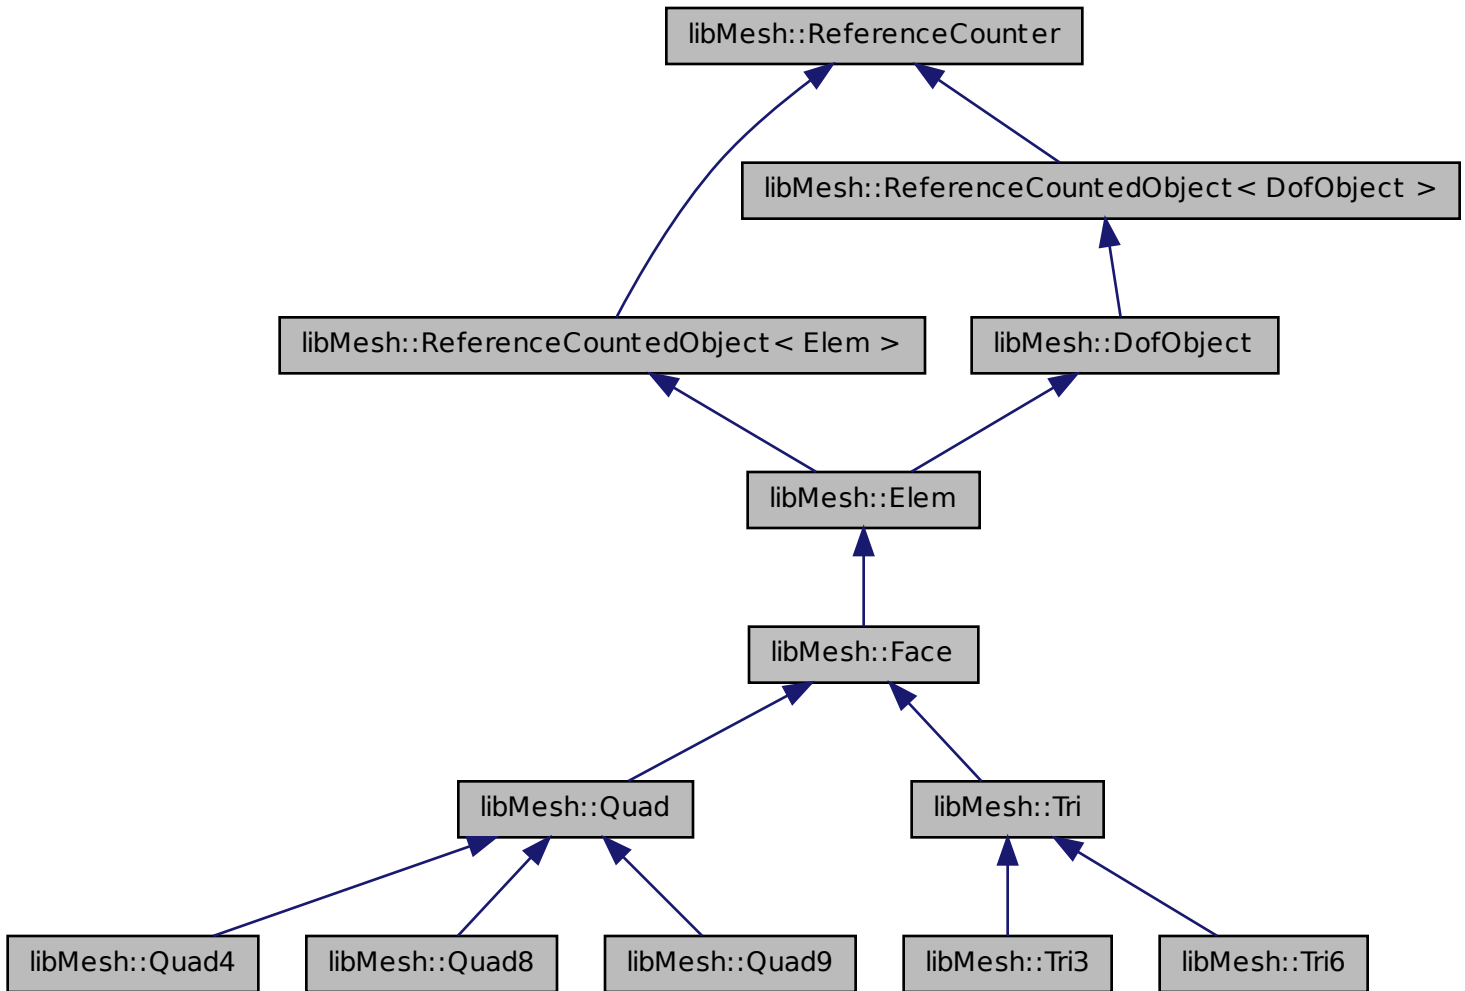 libMesh::ReferenceCounter
libMesh::ReferenceCountedObject< DofObject >
libMesh::ReferenceCountedObject< Elem >
libMesh::DofObject
libMesh::Elem
libMesh::Face
libMesh::Quad
libMesh::Tri
libMesh::Quad4
libMesh::Quad8
libMesh::Quad9
libMesh::Tri3
libMesh::Tri6